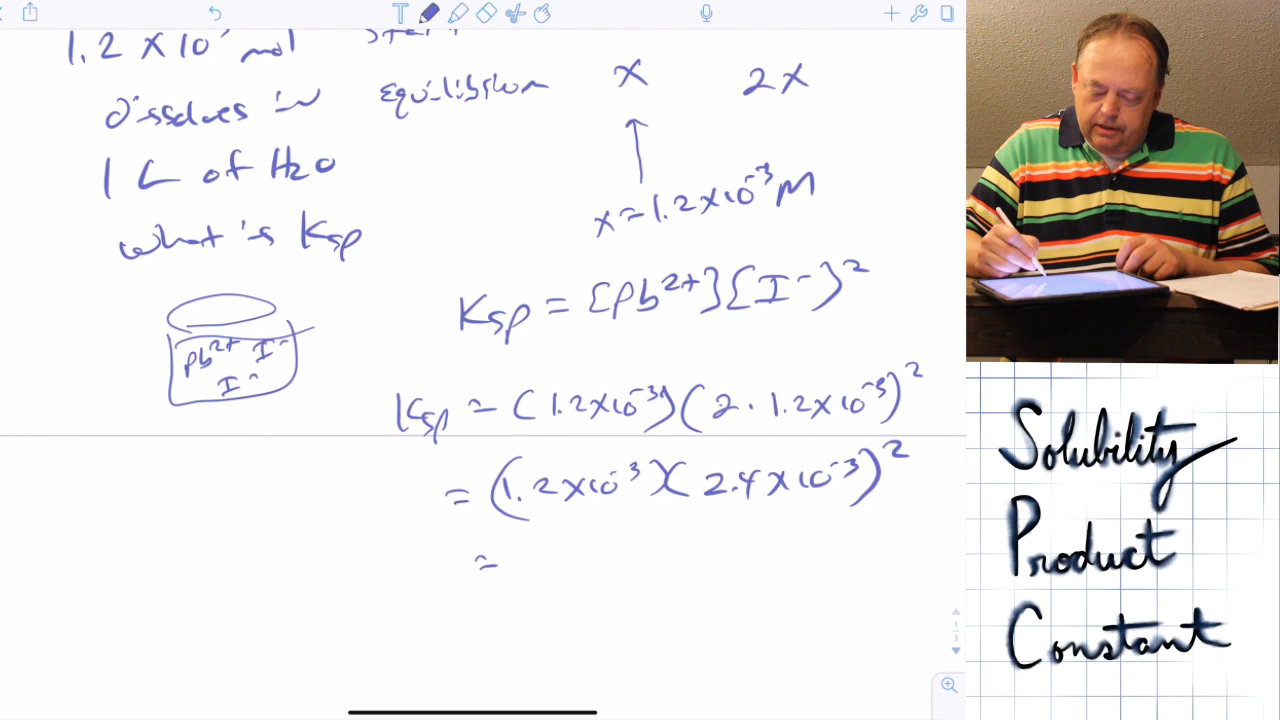 1.2 x 10 mol
dissolves in
1 L of H2O
what is Ksp
equilibrium x 2x
x = 1.2x10⁻³ M
Ksp = [Pb²⁺][I⁻]²
Pb²⁺ I⁻
I⁻
Ksp = (1.2x10⁻³)(2 · 1.2x10⁻³)²
= (1.2x10⁻³)(2.4x10⁻³)²
=
Solubility
Product
Constant